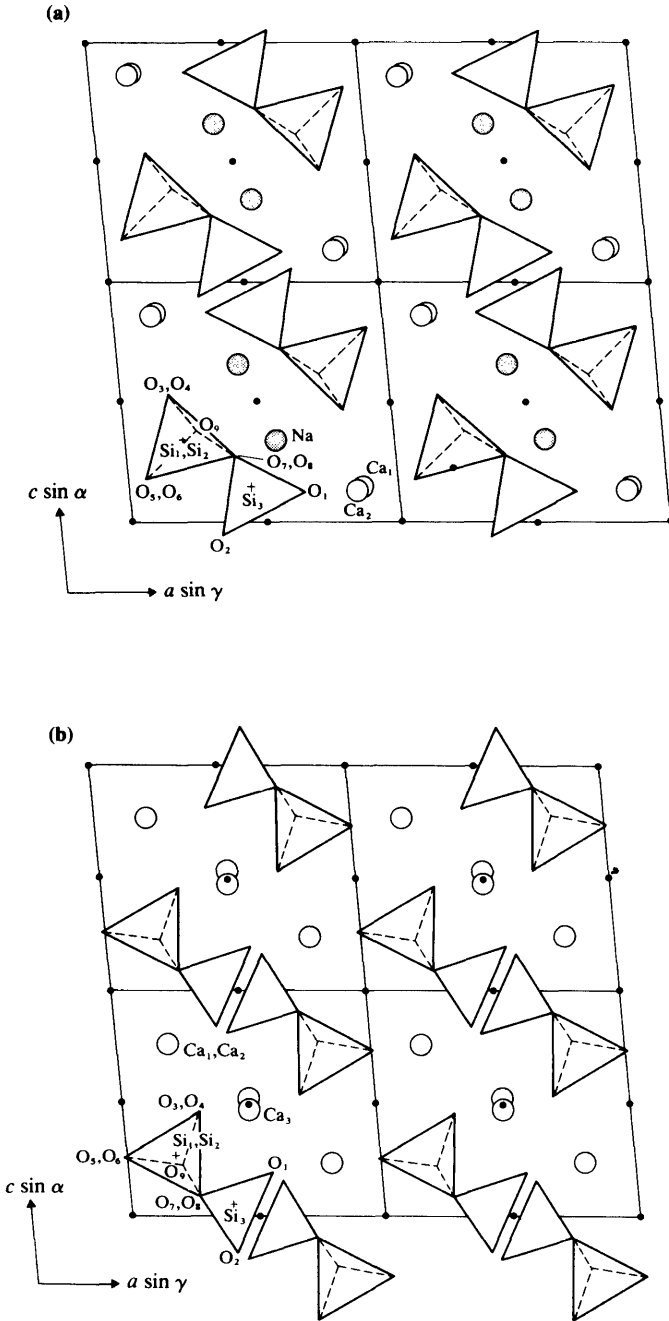 (a)
O₃,O₄
O₉
Na
Si₁,Si₂
O₇,O₈
Ca₁
O₅,O₆
Si₃
O₁
Ca₂
c sin α
O₂
a sin γ
(b)
Ca₁,Ca₂
O₃,O₄
Ca₃
Si₁,Si₂
O₅,O₆
O₉
O₁
O₇,O₈
Si₃
c sin α
O₂
a sin γ